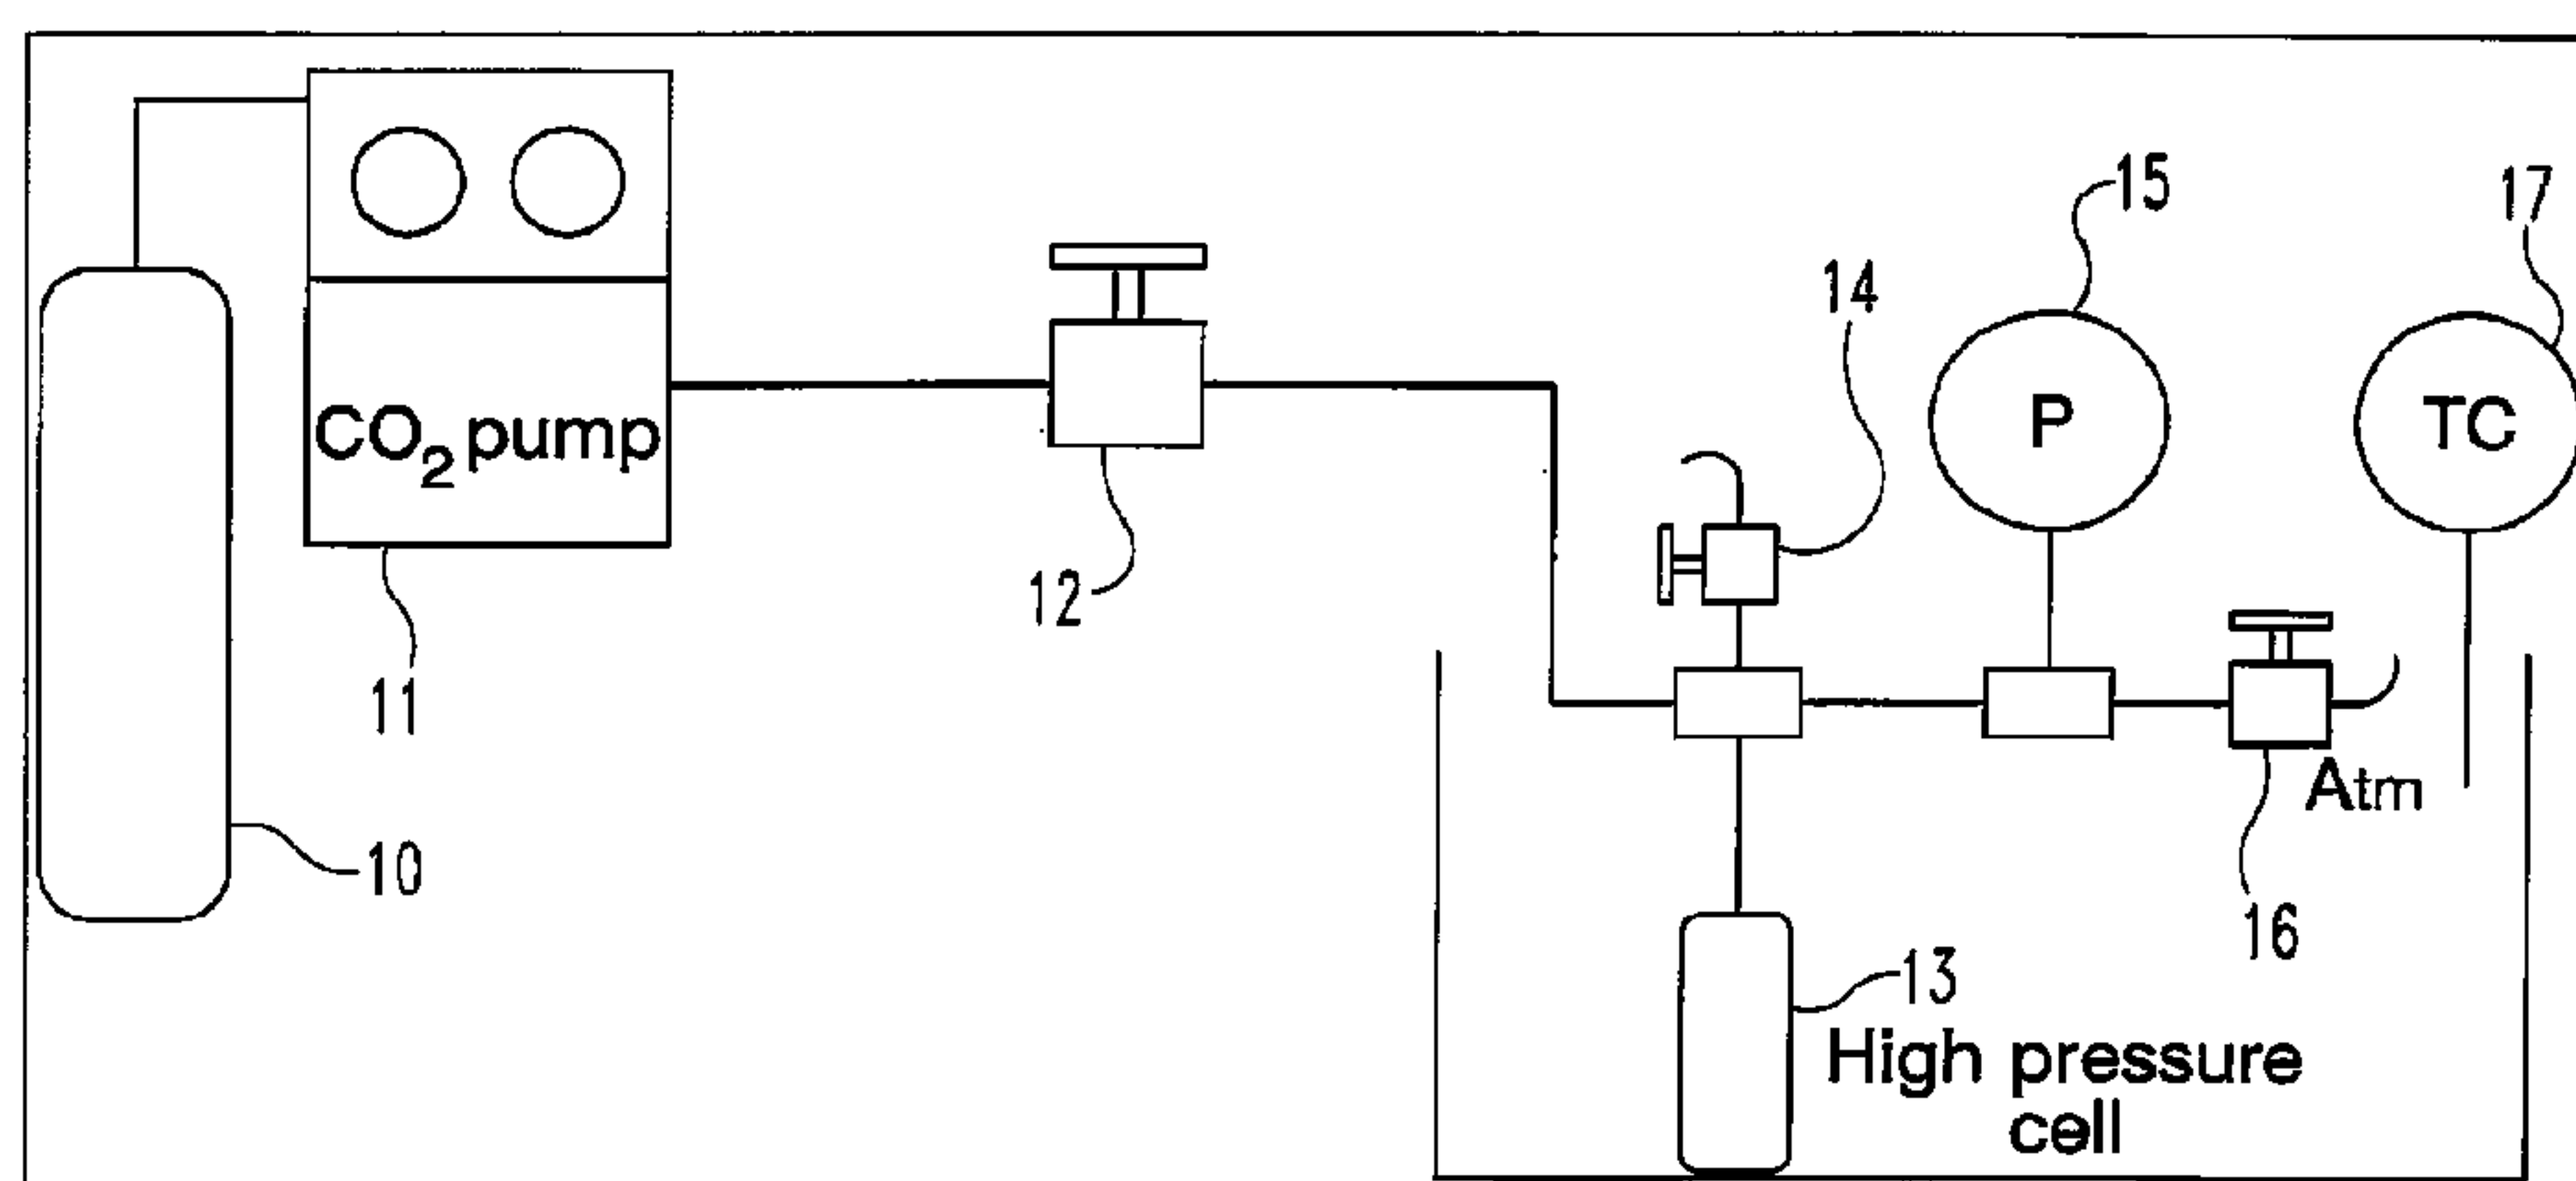 15
17
14
P
TC
CO₂ pump
12
11
Atm
10
16
13
High pressure
cell